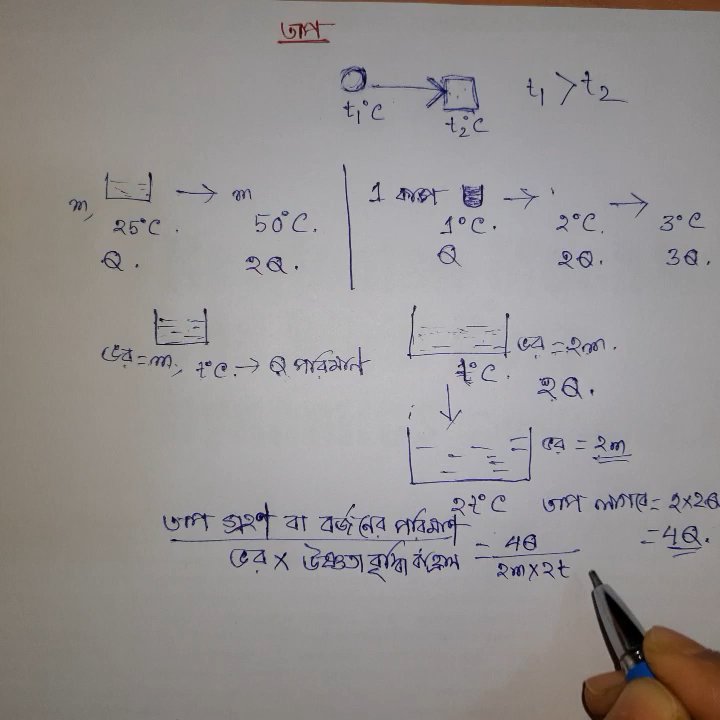 তাপ
t₁°C t₂°C t₁ > t₂
m, 25°C. → m 50°C.
Q. 2Q.
1 কাপ 1°C. → 2°C. → 3°C
Q 2Q. 3Q.
ভর = m, t°C. → Q পরিমাণ
ভর = 2m.
t°C.
2Q.
ভর = 2m
2t°C তাপ লাগবে = 2×2Q
= 4Q.
তাপ গ্রহণ বা বর্জনের পরিমাণ
ভর × উষ্ণতা বৃদ্ধি বা হ্রাস
= 4Q
2m×2t